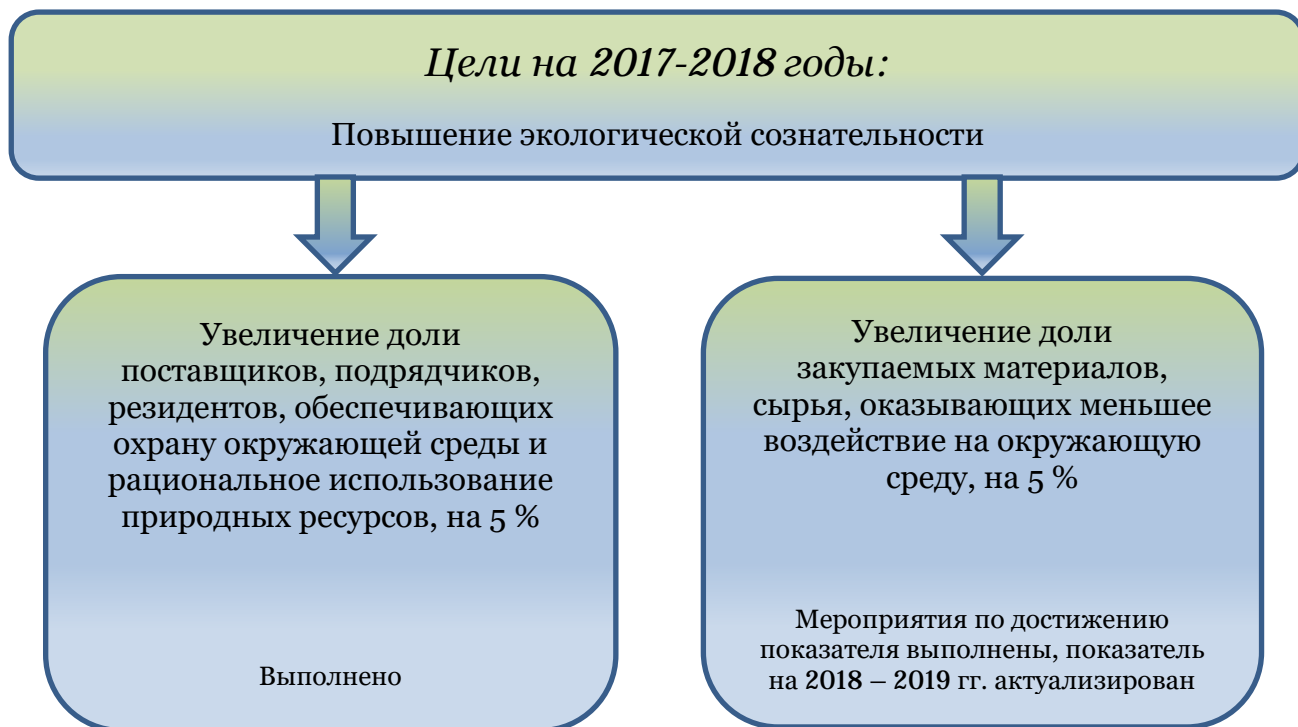 Цели на 2017-2018 годы:
Повышение экологической сознательности
Увеличение доли
поставщиков, подрядчиков,
резидентов, обеспечивающих
охрану окружающей среды и
рациональное использование
природных ресурсов, на 5 %
Выполнено
Увеличение доли
закупаемых материалов,
сырья, оказывающих меньшее
воздействие на окружающую
среду, на 5 %
Мероприятия по достижению
показателя выполнены, показатель
на 2018 – 2019 гг. актуализирован